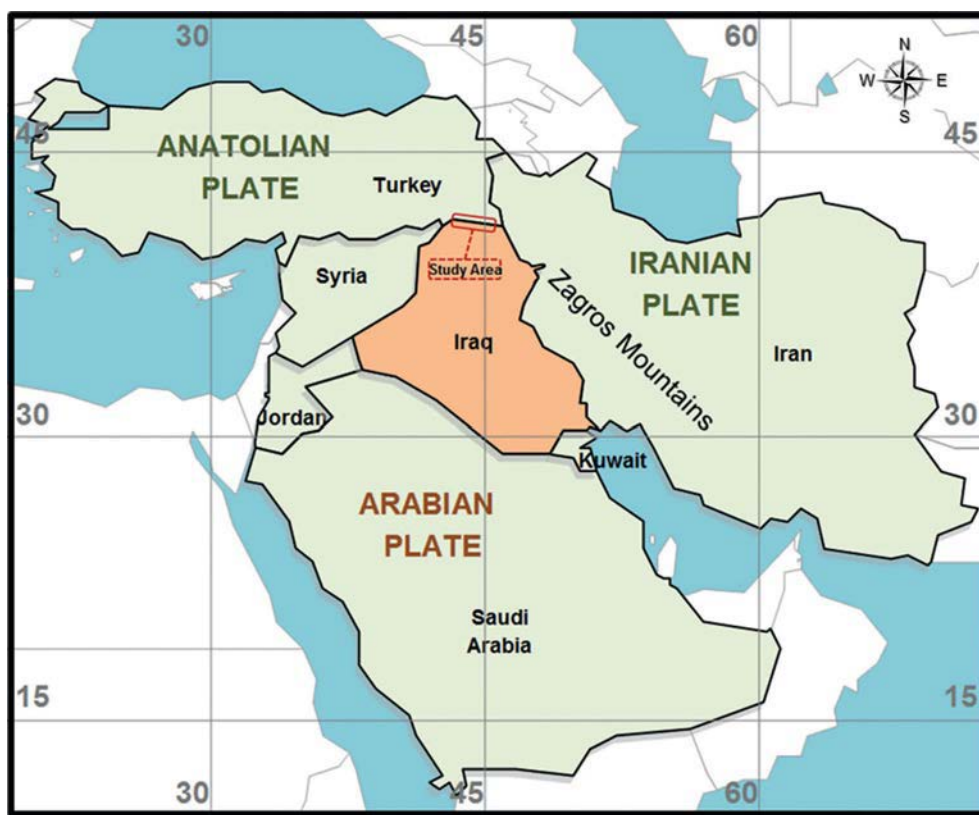 30
45
60
N
W
E
S
45
45
ANATOLIAN
PLATE
Turkey
Syria
Study Area
IRANIAN
PLATE
Zagros Mountains
Iraq
Iran
30
30
Jordan
Kuwait
ARABIAN
PLATE
Saudi
Arabia
15
15
30
45
60